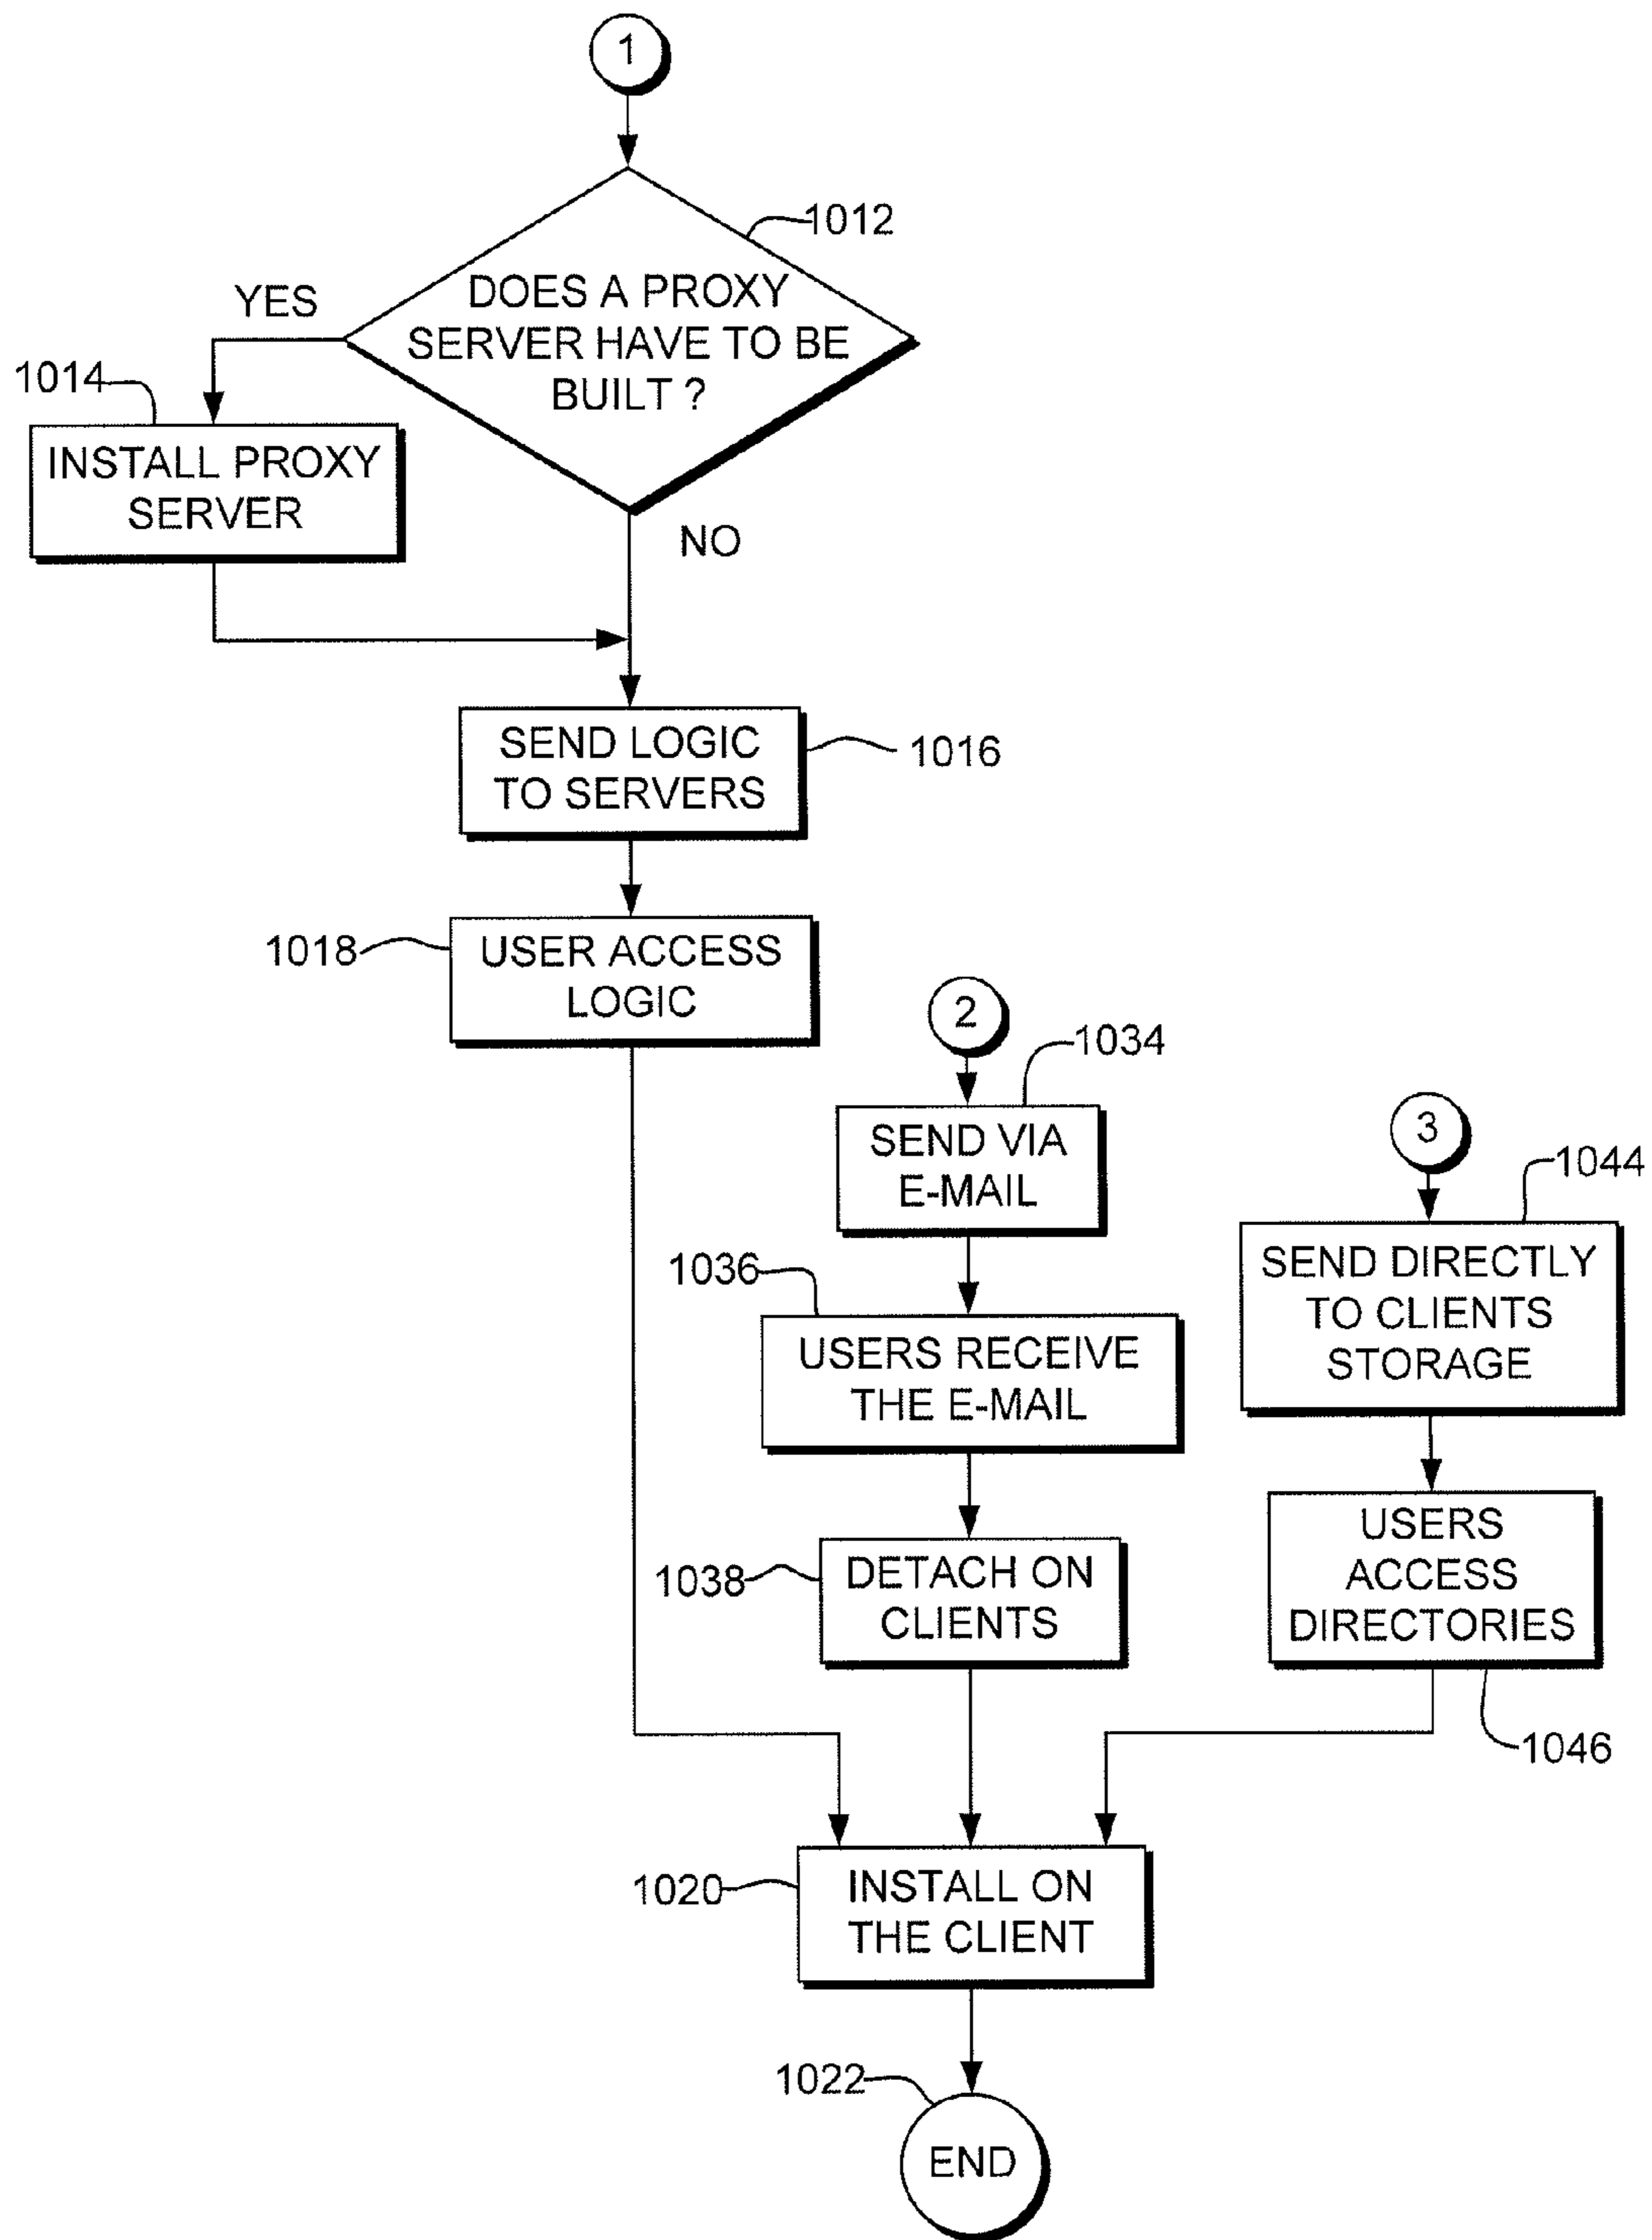 1
1012
DOES A PROXY
SERVER HAVE TO BE
BUILT ?
YES
1014
INSTALL PROXY
SERVER
NO
SEND LOGIC
TO SERVERS
1016
1018
USER ACCESS
LOGIC
2
1034
SEND VIA
E-MAIL
1036
USERS RECEIVE
THE E-MAIL
1038
DETACH ON
CLIENTS
3
1044
SEND DIRECTLY
TO CLIENTS
STORAGE
USERS
ACCESS
DIRECTORIES
1046
1020
INSTALL ON
THE CLIENT
1022
END